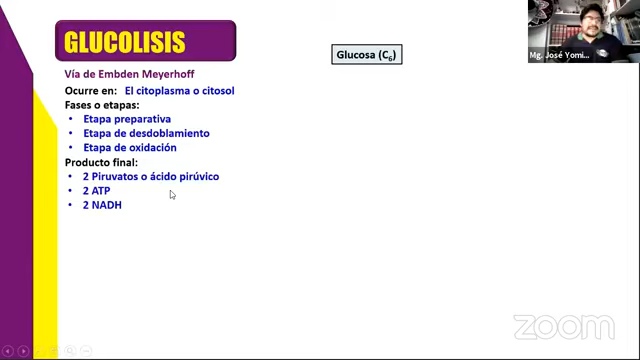 GLUCOLISIS
Vía de Embden Meyerhoff
Ocurre en: El citoplasma o citosol
Fases o etapas:
• Etapa preparativa
• Etapa de desdoblamiento
• Etapa de oxidación
Producto final:
• 2 Piruvatos o ácido pirúvico
• 2 ATP
• 2 NADH
Glucosa (C6)
Mg. José Yomi...
zoom